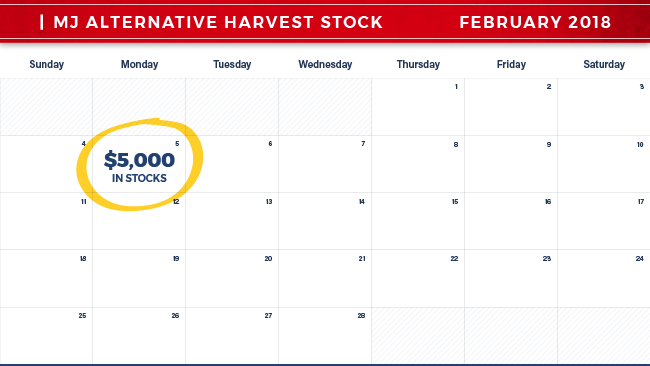 | MJ ALTERNATIVE HARVEST STOCK FEBRUARY 2018
Sunday Monday Tuesday Wednesday Thursday Friday Saturday
1 2 3
4 5 6 7 8 9 10
$5,000
IN STOCKS
11 12 13 14 15 16 17
18 19 20 21 22 23 24
25 26 27 28